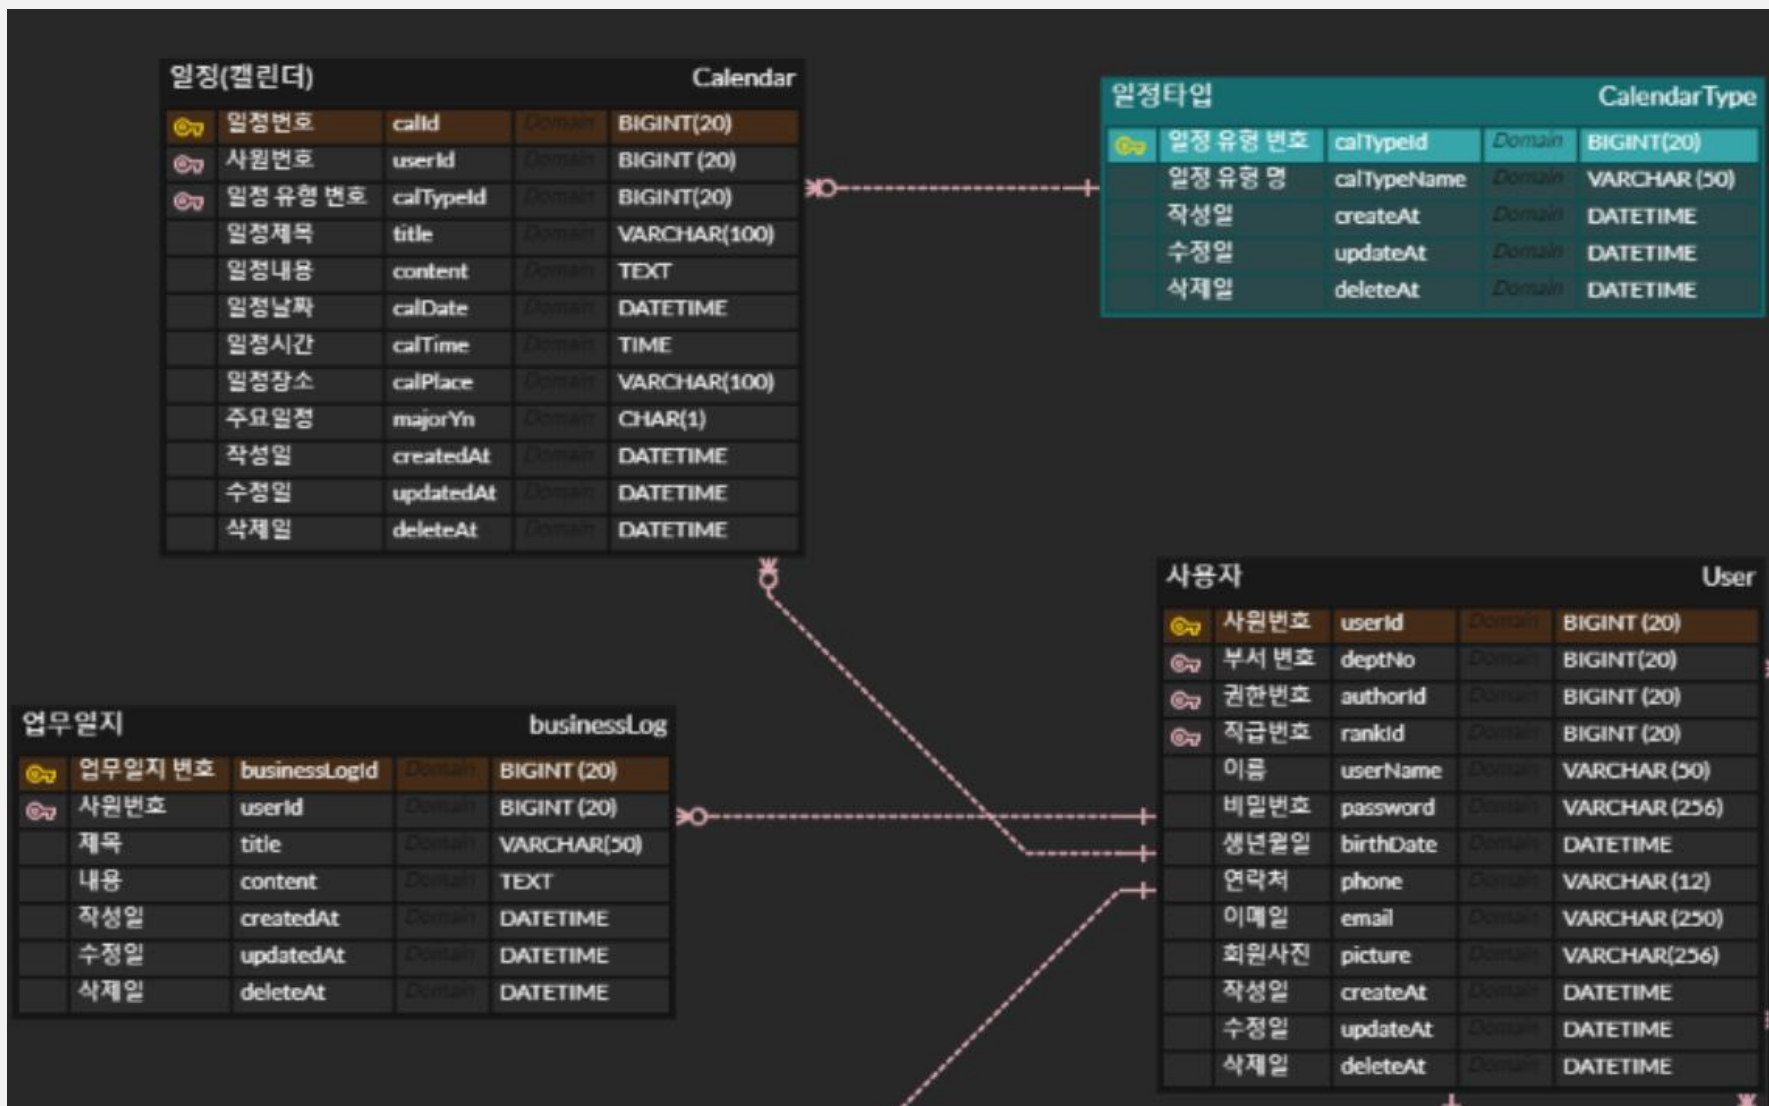 일정(캘린더) Calendar
일정번호 calId Domain BIGINT(20)
사원번호 userId Domain BIGINT (20)
일정 유형 번호 calTypeId Domain BIGINT(20)
일정제목 title Domain VARCHAR(100)
일정내용 content Domain TEXT
일정날짜 calDate Domain DATETIME
일정시간 calTime Domain TIME
일정장소 calPlace Domain VARCHAR(100)
주요일정 majorYn Domain CHAR(1)
작성일 createdAt Domain DATETIME
수정일 updatedAt Domain DATETIME
삭제일 deleteAt Domain DATETIME
일정타입 CalendarType
일정 유형 번호 calTypeId Domain BIGINT(20)
일정 유형 명 calTypeName Domain VARCHAR (50)
작성일 createAt Domain DATETIME
수정일 updateAt Domain DATETIME
삭제일 deleteAt Domain DATETIME
업무일지 businessLog
업무일지 번호 businessLogId Domain BIGINT (20)
사원번호 userId Domain BIGINT (20)
제목 title Domain VARCHAR(50)
내용 content Domain TEXT
작성일 createdAt Domain DATETIME
수정일 updatedAt Domain DATETIME
삭제일 deleteAt Domain DATETIME
사용자 User
사원번호 userId Domain BIGINT (20)
부서 번호 deptNo Domain BIGINT(20)
권한번호 authorId Domain BIGINT (20)
직급번호 rankId Domain BIGINT (20)
이름 userName Domain VARCHAR (50)
비밀번호 password Domain VARCHAR (256)
생년월일 birthDate Domain DATETIME
연락처 phone Domain VARCHAR (12)
이메일 email Domain VARCHAR (250)
회원사진 picture Domain VARCHAR(256)
작성일 createAt Domain DATETIME
수정일 updateAt Domain DATETIME
삭제일 deleteAt Domain DATETIME